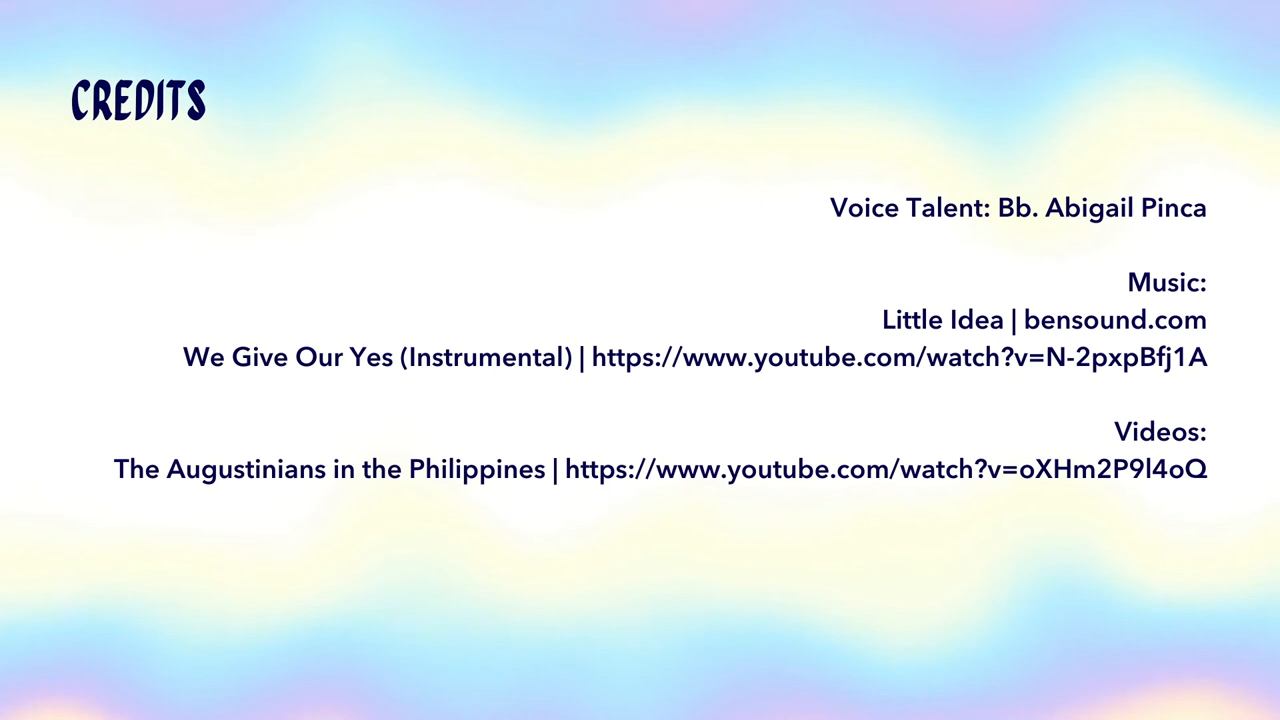 CREDITS
Voice Talent: Bb. Abigail Pinca
Music:
Little Idea | bensound.com
We Give Our Yes (Instrumental) | https://www.youtube.com/watch?v=N-2pxpBfj1A
Videos:
The Augustinians in the Philippines | https://www.youtube.com/watch?v=oXHm2P9l4oQ